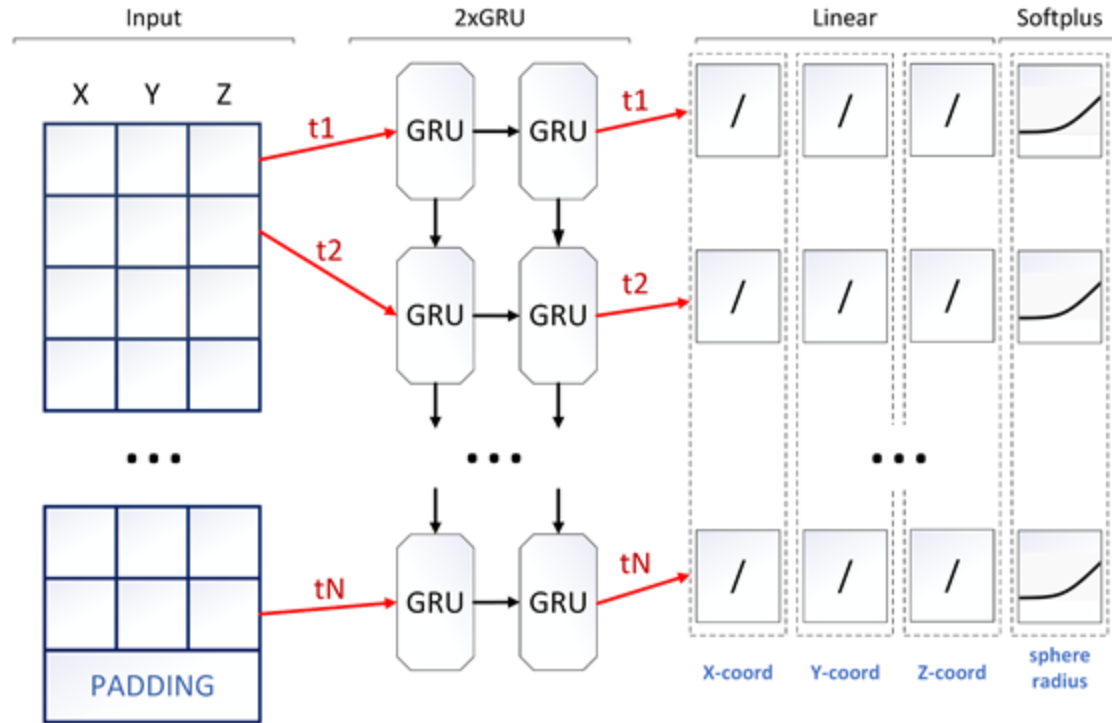 Input
2xGRU
Linear
Softplus
X Y Z
t1
GRU
GRU
t1
t2
GRU
GRU
t2
...
...
...
tN
GRU
GRU
tN
PADDING
X-coord
Y-coord
Z-coord
sphere
radius